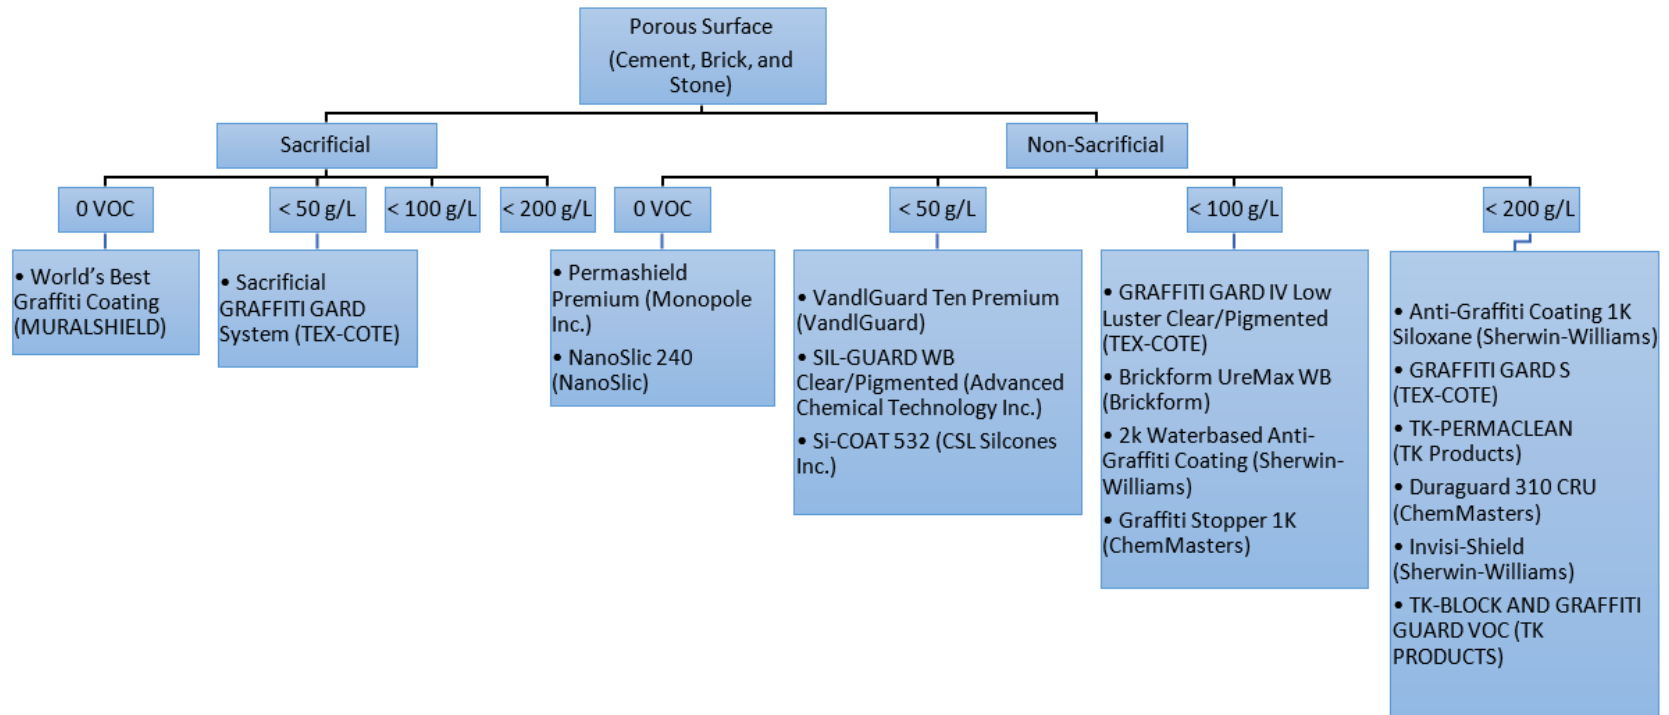 Porous Surface
(Cement, Brick, and
Stone)
Sacrificial
Non-Sacrificial
0 VOC
< 50 g/L
< 100 g/L
< 200 g/L
0 VOC
< 50 g/L
< 100 g/L
< 200 g/L
• World’s Best
Graffiti Coating
(MURALSHIELD)
• Sacrificial
GRAFFITI GARD
System (TEX-COTE)
• Permashield
Premium (Monopole
Inc.)
• NanoSlic 240
(NanoSlic)
• VandlGuard Ten Premium
(VandlGuard)
• SIL-GUARD WB
Clear/Pigmented (Advanced
Chemical Technology Inc.)
• Si-COAT 532 (CSL Silcones
Inc.)
• GRAFFITI GARD IV Low
Luster Clear/Pigmented
(TEX-COTE)
• Brickform UreMax WB
(Brickform)
• 2k Waterbased Anti-
Graffiti Coating (Sherwin-
Williams)
• Graffiti Stopper 1K
(ChemMasters)
• Anti-Graffiti Coating 1K
Siloxane (Sherwin-Williams)
• GRAFFITI GARD S
(TEX-COTE)
• TK-PERMACLEAN
(TK Products)
• Duraguard 310 CRU
(ChemMasters)
• Invisi-Shield
(Sherwin-Williams)
• TK-BLOCK AND GRAFFITI
GUARD VOC (TK
PRODUCTS)